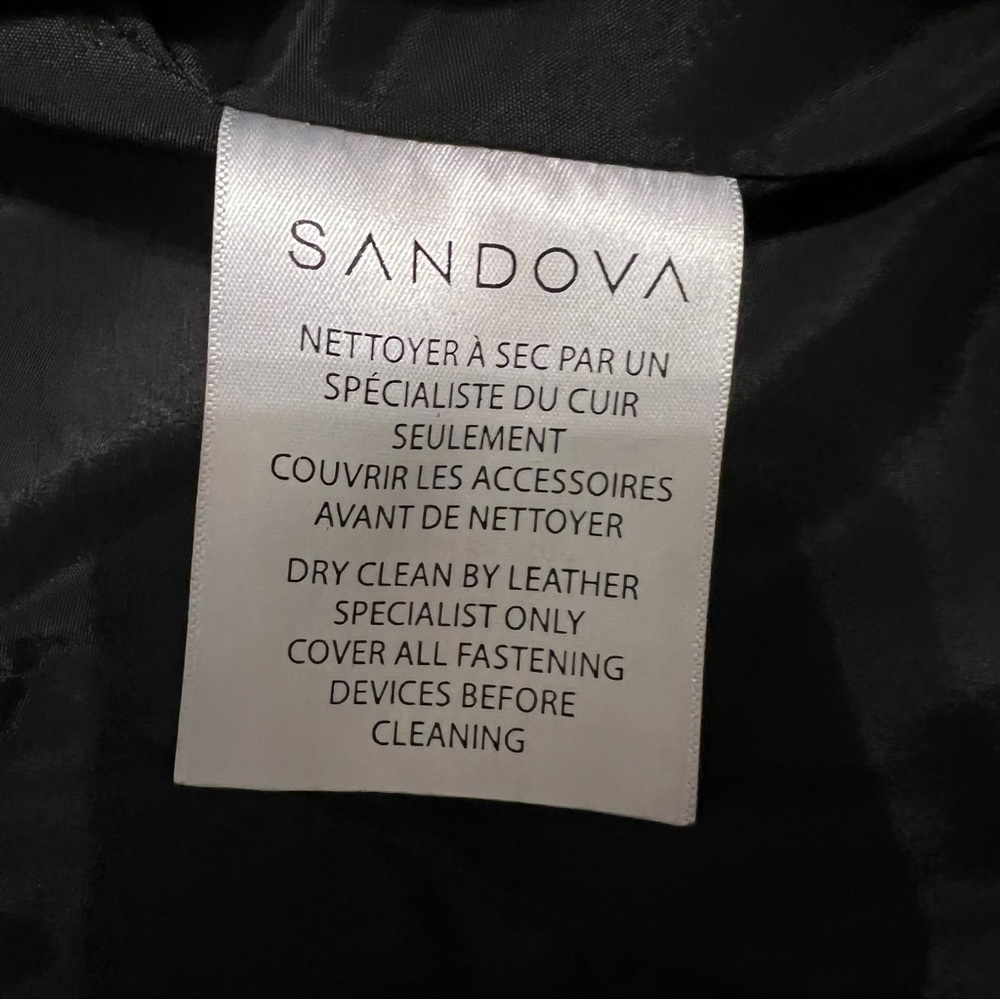 SANDOVA
NETTOYER À SEC PAR UN
SPÉCIALISTE DU CUIR
SEULEMENT
COUVRIR LES ACCESSOIRES
AVANT DE NETTOYER
DRY CLEAN BY LEATHER
SPECIALIST ONLY
COVER ALL FASTENING
DEVICES BEFORE
CLEANING